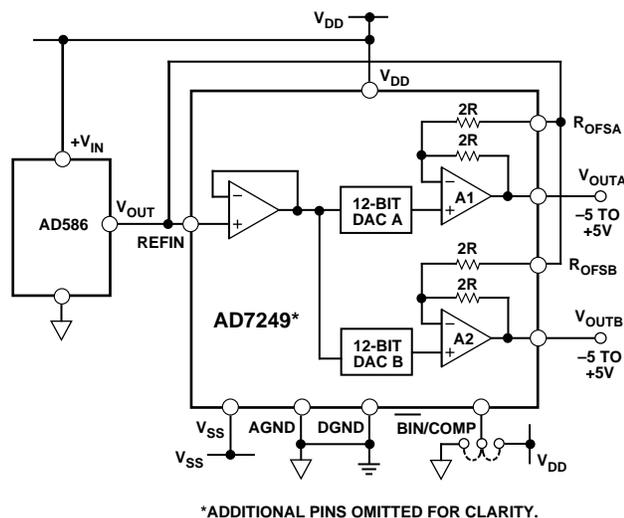 VDD
VDD
2R
ROFSA
2R
+VIN
A1
VOUTA
AD586
VOUT
12-BIT
DAC A
–5 TO
+5V
REFIN
2R
ROFSB
2R
AD7249*
A2
VOUTB
12-BIT
DAC B
–5 TO
+5V
VSS
AGND
DGND
BIN/COMP
VSS
VDD
*ADDITIONAL PINS OMITTED FOR CLARITY.